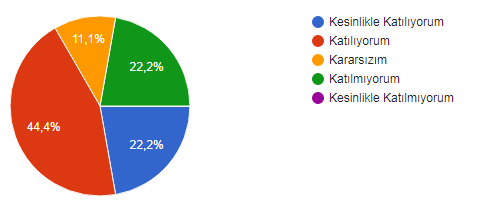 11,1%
22,2%
44,4%
22,2%
Kesinlikle Katılıyorum
Katılıyorum
Kararsızım
Katılmıyorum
Kesinlikle Katılmıyorum